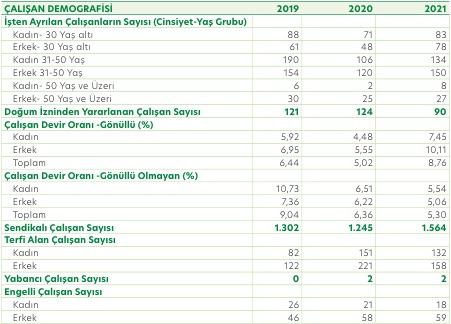 ÇALIŞAN DEMOGRAFİSİ 2019 2020 2021
İşten Ayrılan Çalışanların Sayısı (Cinsiyet-Yaş Grubu)
Kadın- 30 Yaş altı 88 71 83
Erkek- 30 Yaş altı 61 48 78
Kadın 31-50 Yaş 190 106 134
Erkek 31-50 Yaş 154 120 150
Kadın- 50 Yaş ve Üzeri 6 2 8
Erkek- 50 Yaş ve Üzeri 30 25 27
Doğum İzninden Yararlanan Çalışan Sayısı 121 124 90
Çalışan Devir Oranı -Gönüllü (%)
Kadın 5,92 4,48 7,45
Erkek 6,95 5,55 10,11
Toplam 6,44 5,02 8,76
Çalışan Devir Oranı -Gönüllü Olmayan (%)
Kadın 10,73 6,51 5,54
Erkek 7,36 6,22 5,06
Toplam 9,04 6,36 5,30
Sendikalı Çalışan Sayısı 1.302 1.245 1.564
Terfi Alan Çalışan Sayısı
Kadın 82 151 132
Erkek 122 221 158
Yabancı Çalışan Sayısı 0 2 2
Engelli Çalışan Sayısı
Kadın 26 21 18
Erkek 46 58 59